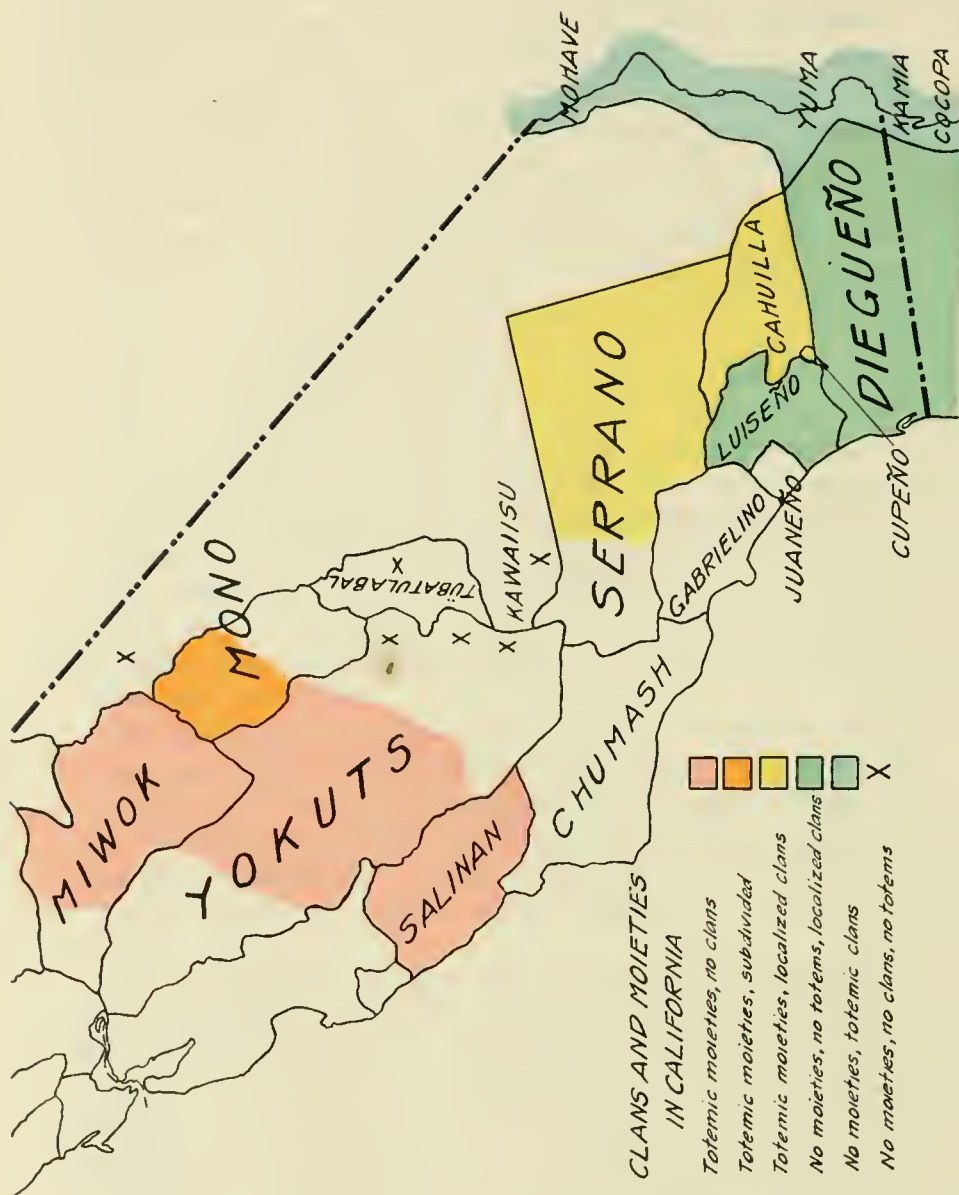 MOHAVE
YUMA
KAMIA
COCOPA
MONO
TÜBATULABAL
X
X
X
X
X
X
KAWAIISU
MIWOK
YOKUTS
SALINAN
SERRANO
CAHUILLA
LUISEÑO
DIEGUEÑO
CHUMASH
GABRIELINO
JUANEÑO
CUPEÑO
CLANS AND MOIETIES
IN CALIFORNIA
Totemic moieties, no clans
Totemic moieties, subdivided
Totemic moieties, localized clans
No moieties, no totems, localized clans
No moieties, totemic clans
No moieties, no clans, no totems X